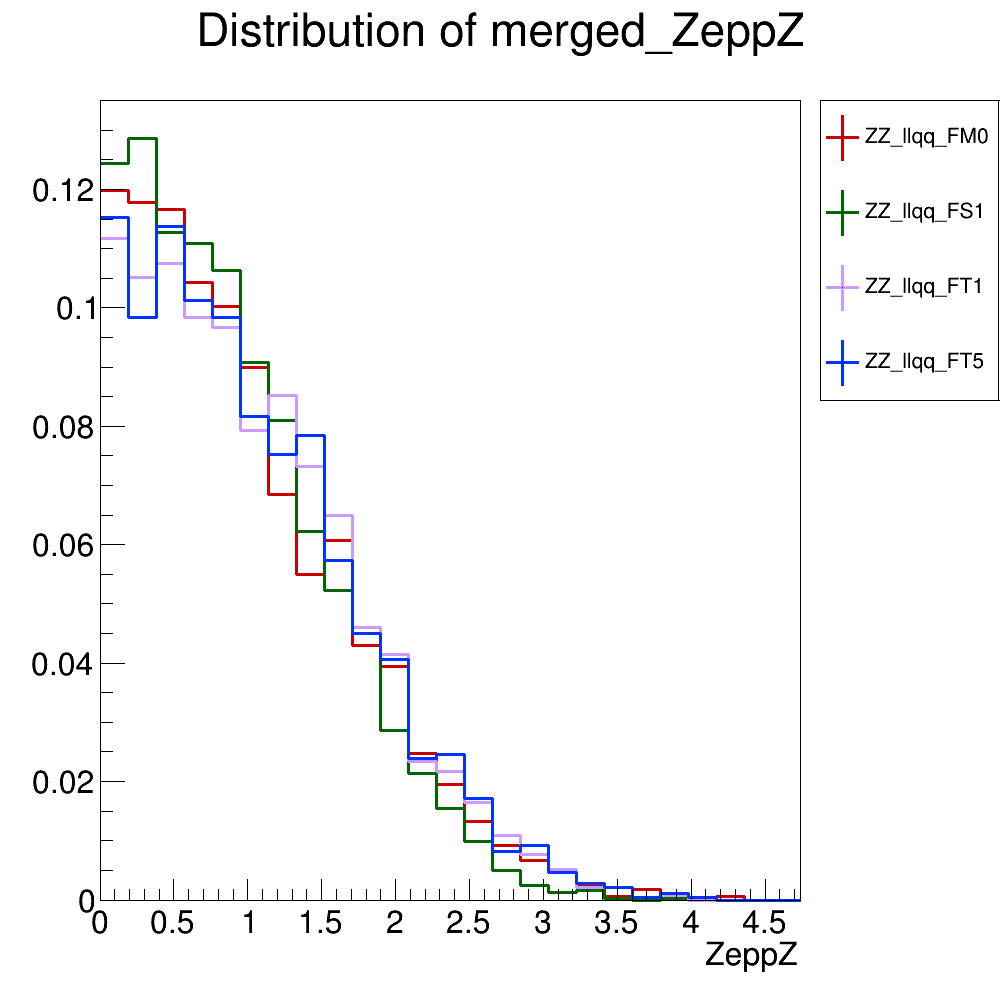 Distribution of merged_ZeppZ
ZZ_llqq_FM0
ZZ_llqq_FS1
ZZ_llqq_FT1
ZZ_llqq_FT5
0.12
0.1
0.08
0.06
0.04
0.02
0
0 0.5 1 1.5 2 2.5 3 3.5 4 4.5
ZeppZ